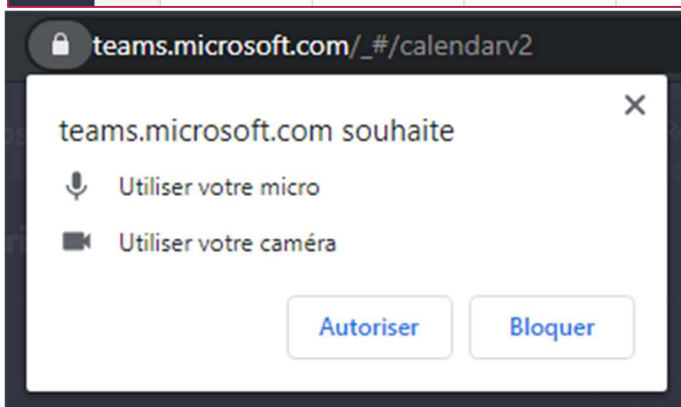 teams.microsoft.com/_#/calendarv2
teams.microsoft.com souhaite
Utiliser votre micro
Utiliser votre caméra
Autoriser
Bloquer